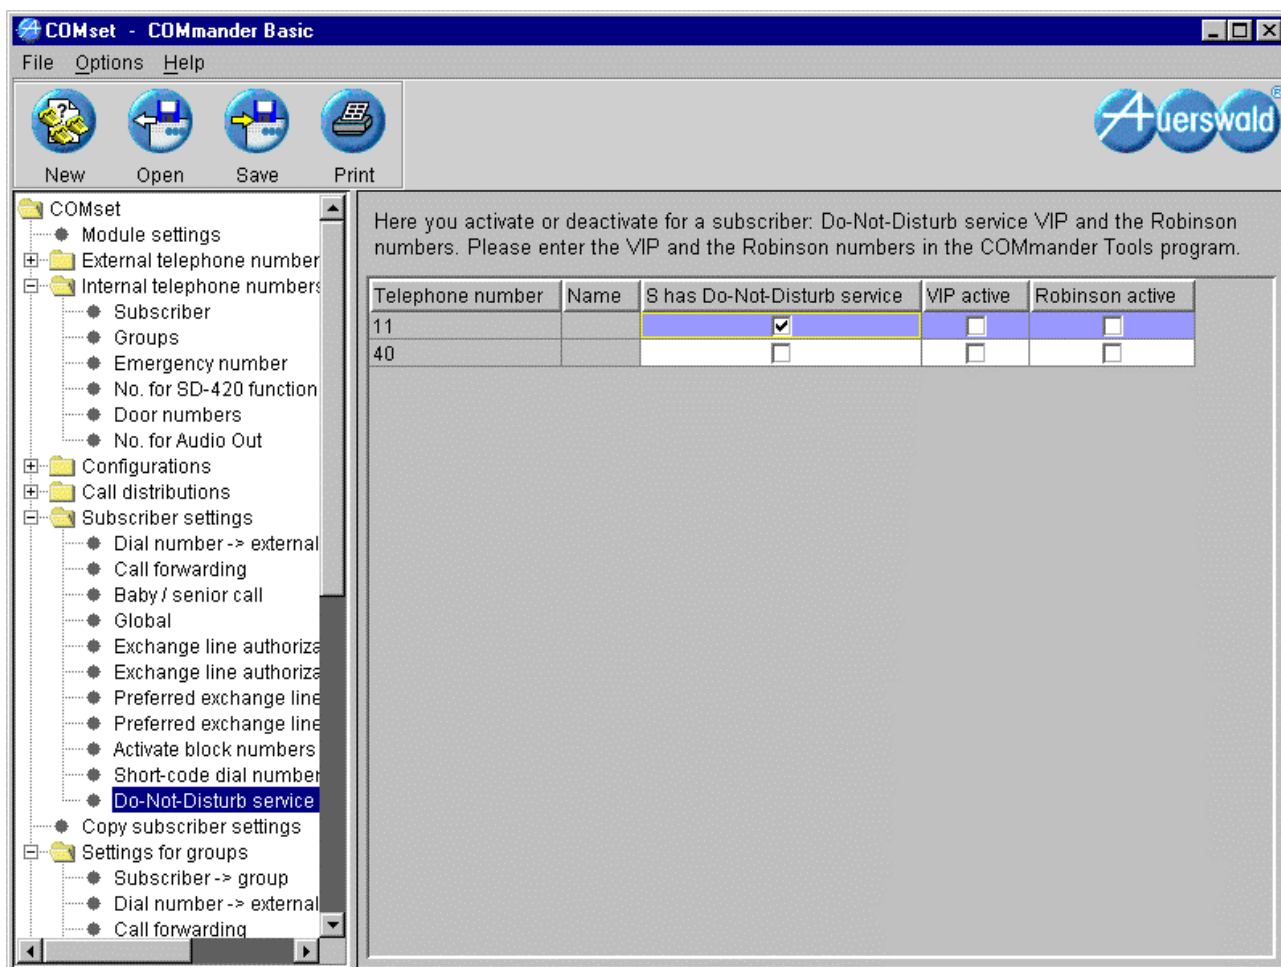 COMset - COMmander Basic
File Options Help
New Open Save Print
Auerswald ®
COMset
Module settings
External telephone number
Internal telephone numbers
Subscriber
Groups
Emergency number
No. for SD-420 function
Door numbers
No. for Audio Out
Configurations
Call distributions
Subscriber settings
Dial number -> external
Call forwarding
Baby / senior call
Global
Exchange line authoriza
Exchange line authoriza
Preferred exchange line
Preferred exchange line
Activate block numbers
Short-code dial number
Do-Not-Disturb service
Copy subscriber settings
Settings for groups
Subscriber -> group
Dial number -> external
Call forwarding
Here you activate or deactivate for a subscriber: Do-Not-Disturb service VIP and the Robinson
numbers. Please enter the VIP and the Robinson numbers in the COMmander Tools program.
Telephone number Name S has Do-Not-Disturb service VIP active Robinson active
11
40